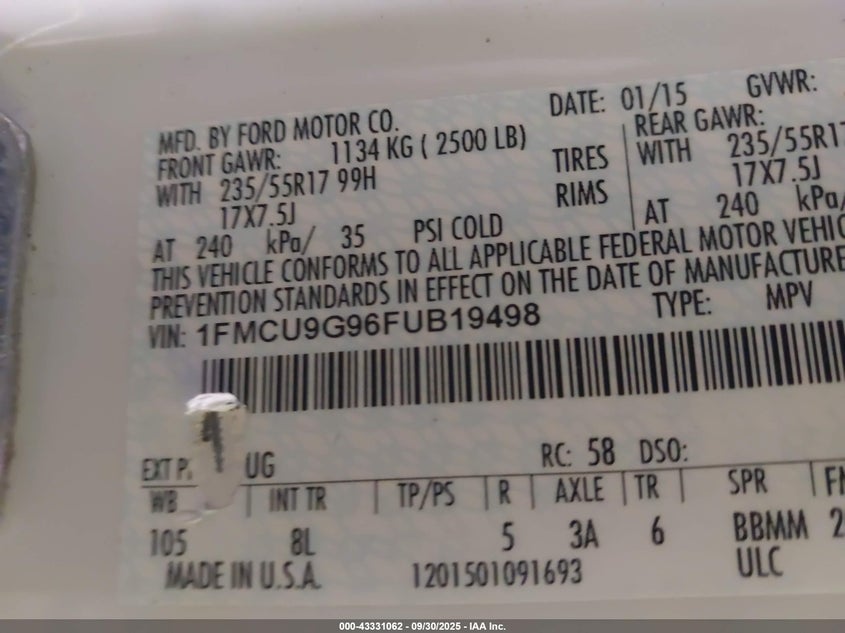 MFD. BY FORD MOTOR CO. DATE: 01/15 GVWR:
FRONT GAWR: 1134 KG ( 2500 LB) REAR GAWR:
WITH 235/55R17 99H TIRES WITH 235/55R17
17X7.5J RIMS 17X7.5J
AT 240 kPa/ 35 PSI COLD AT 240 kPa/
THIS VEHICLE CONFORMS TO ALL APPLICABLE FEDERAL MOTOR
PREVENTION STANDARDS IN EFFECT ON THE DATE OF MANUFACTURE
VIN: 1FMCU9G96FUB19498 TYPE: MPV
EXT UG RC: 58 DSO:
WB INT TR TP/PS R AXLE TR SPR
105 8L 5 3A 6 BBMM
ULC
MADE IN U.S.A. 1201501091693
000-43331062 - 09/30/2025 - IAA Inc.